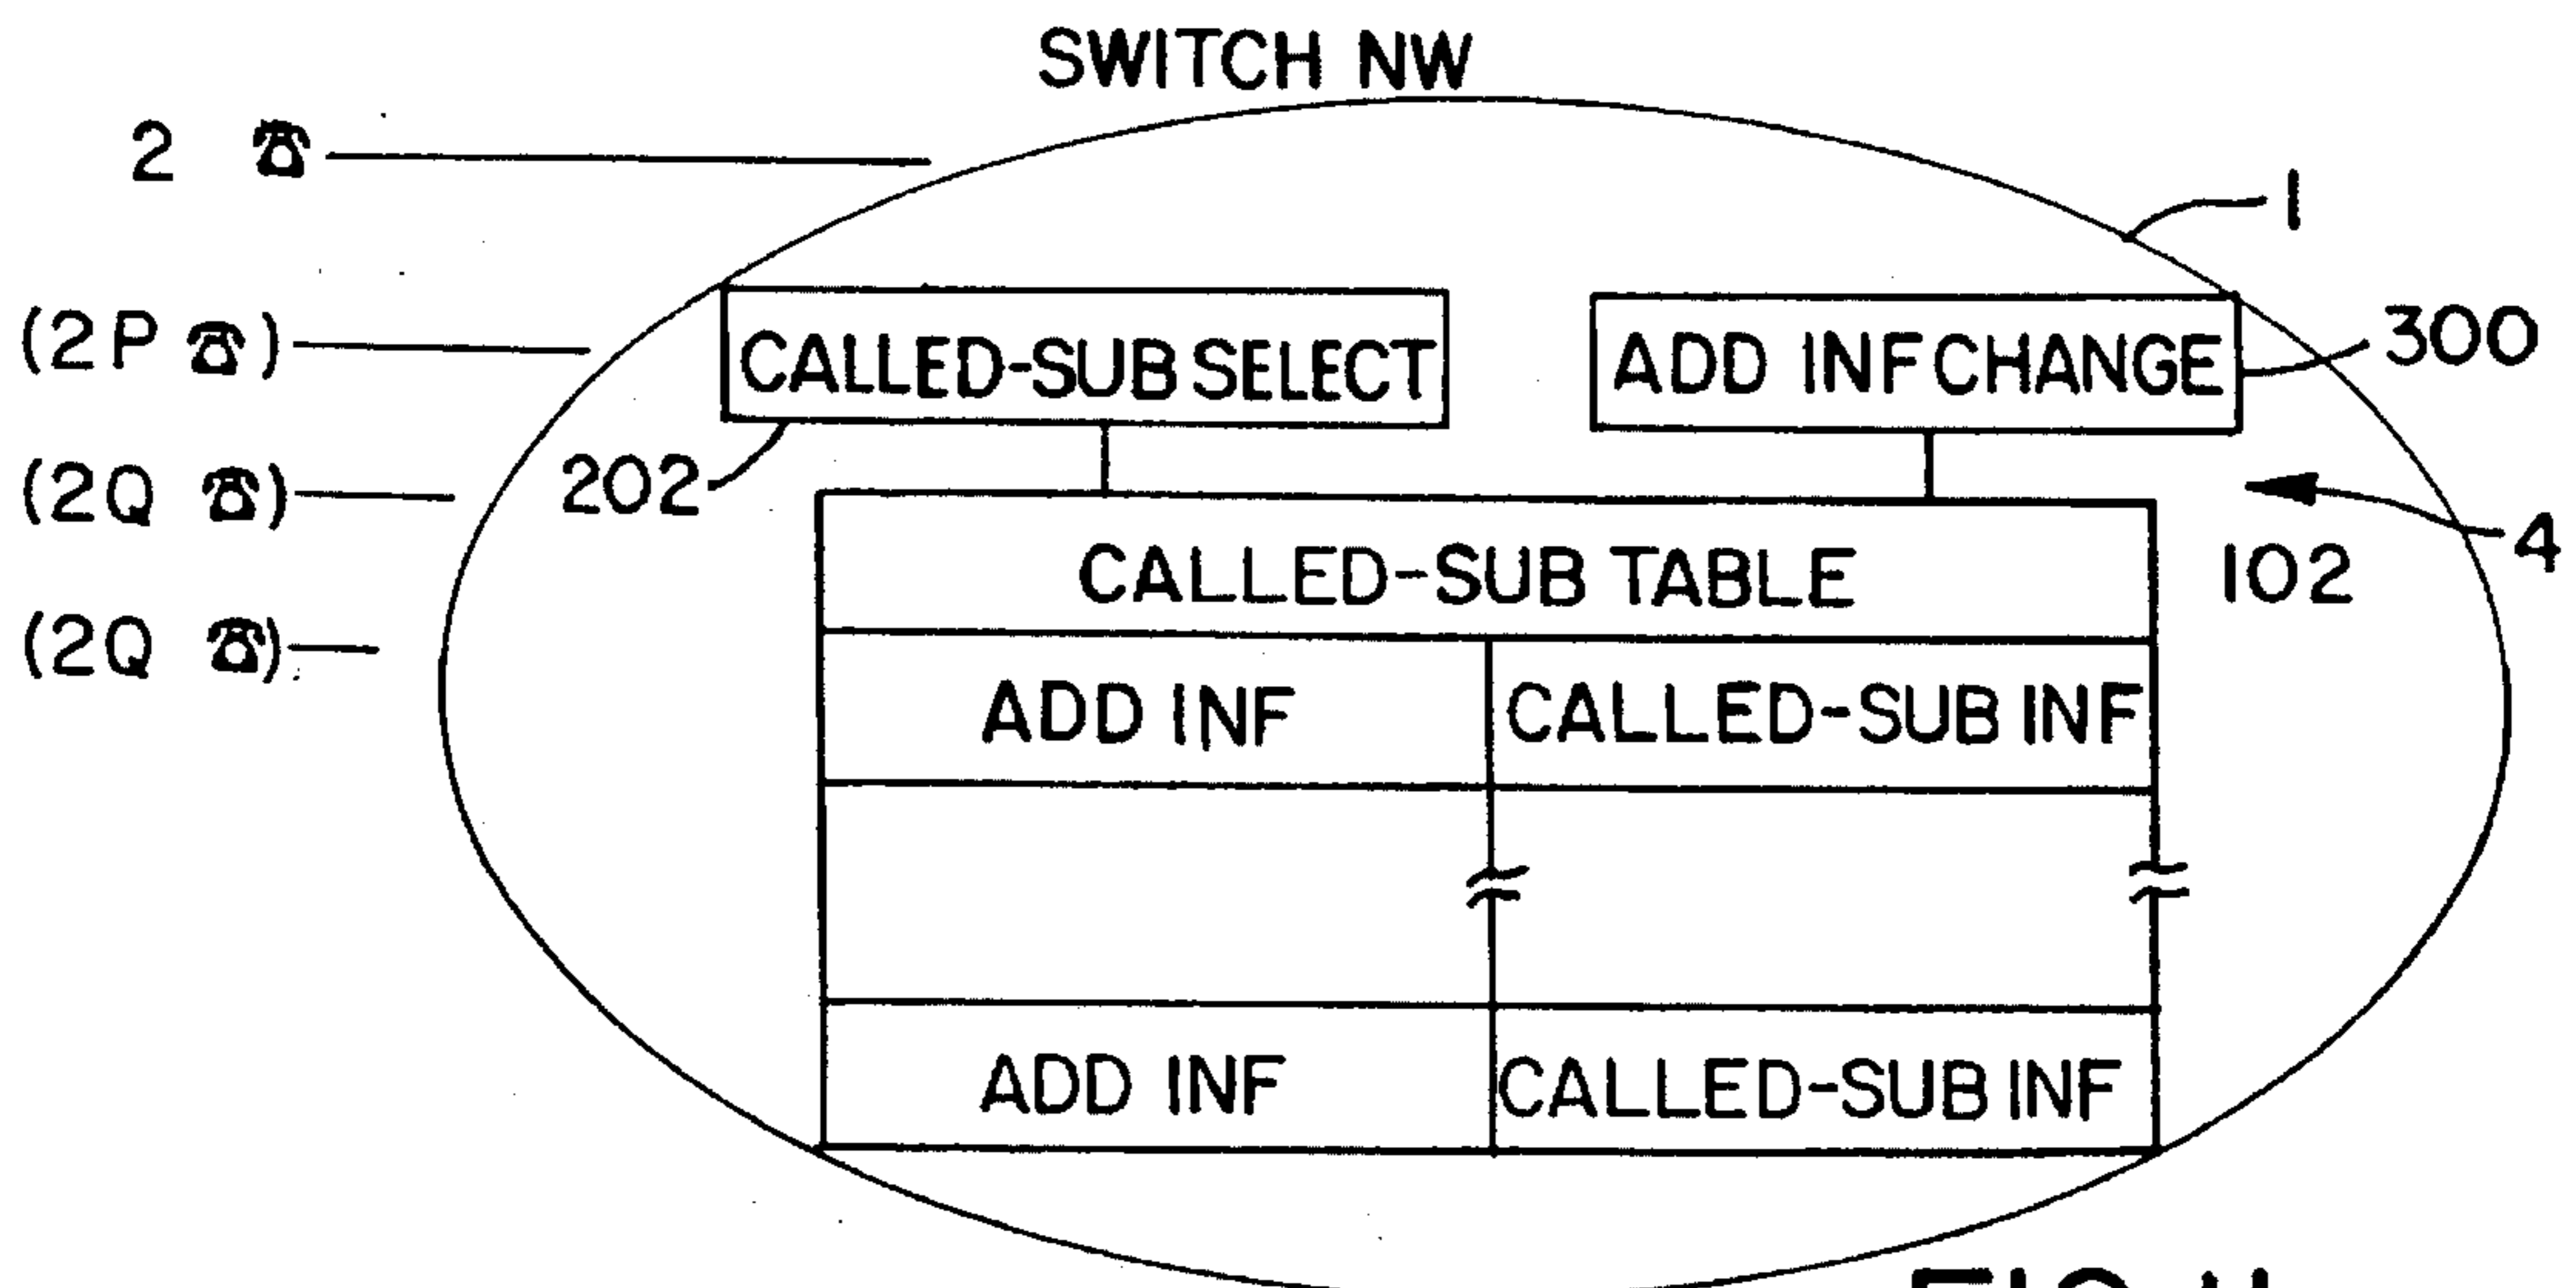 SWITCH NW
2
1
(2P )
CALLED-SUB SELECT
ADD INF CHANGE
300
(2Q )
202
4
102
CALLED-SUB TABLE
(2Q )
ADD INF
CALLED-SUB INF
ADD INF
CALLED-SUB INF